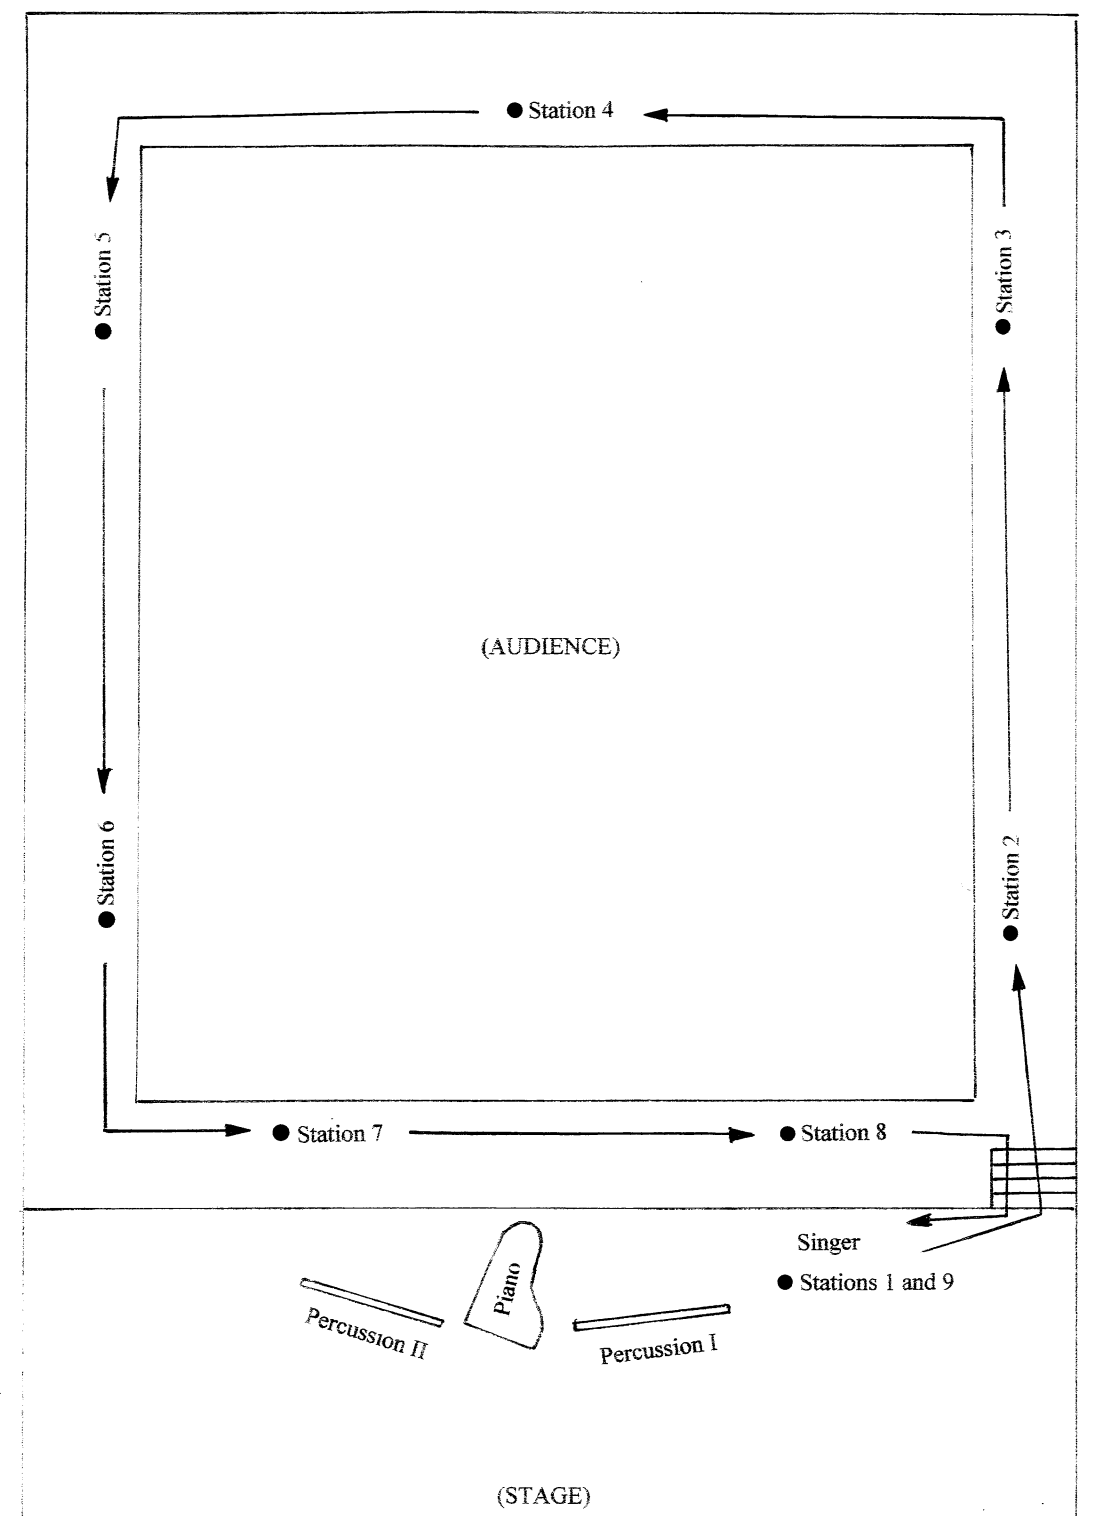 Station 4
Station 5
Station 3
(AUDIENCE)
Station 6
Station 2
Station 7
Station 8
Singer
Stations 1 and 9
Piano
Percussion II
Percussion I
(STAGE)